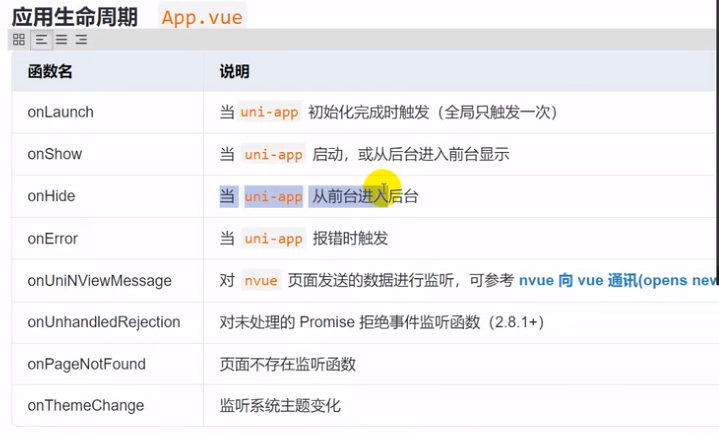 应用生命周期 App.vue
函数名 说明
onLaunch 当 uni-app 初始化完成时触发（全局只触发一次）
onShow 当 uni-app 启动，或从后台进入前台显示
onHide 当 uni-app 从前台进入后台
onError 当 uni-app 报错时触发
onUniNViewMessage 对 nvue 页面发送的数据进行监听，可参考 nvue 向 vue 通讯(opens new
onUnhandledRejection 对未处理的 Promise 拒绝事件监听函数（2.8.1+）
onPageNotFound 页面不存在监听函数
onThemeChange 监听系统主题变化